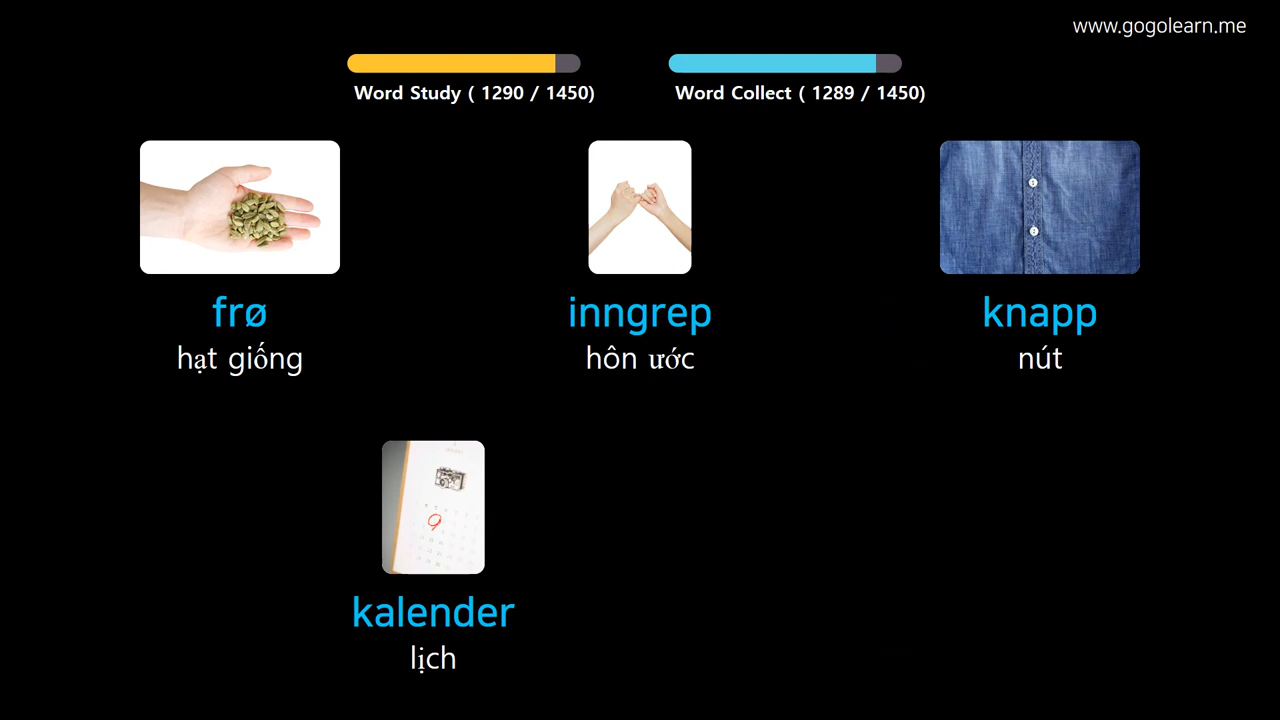 www.gogolearn.me
Word Study ( 1290 / 1450)
Word Collect ( 1289 / 1450)
frø
hạt giống
inngrep
hôn ước
knapp
nút
kalender
lịch